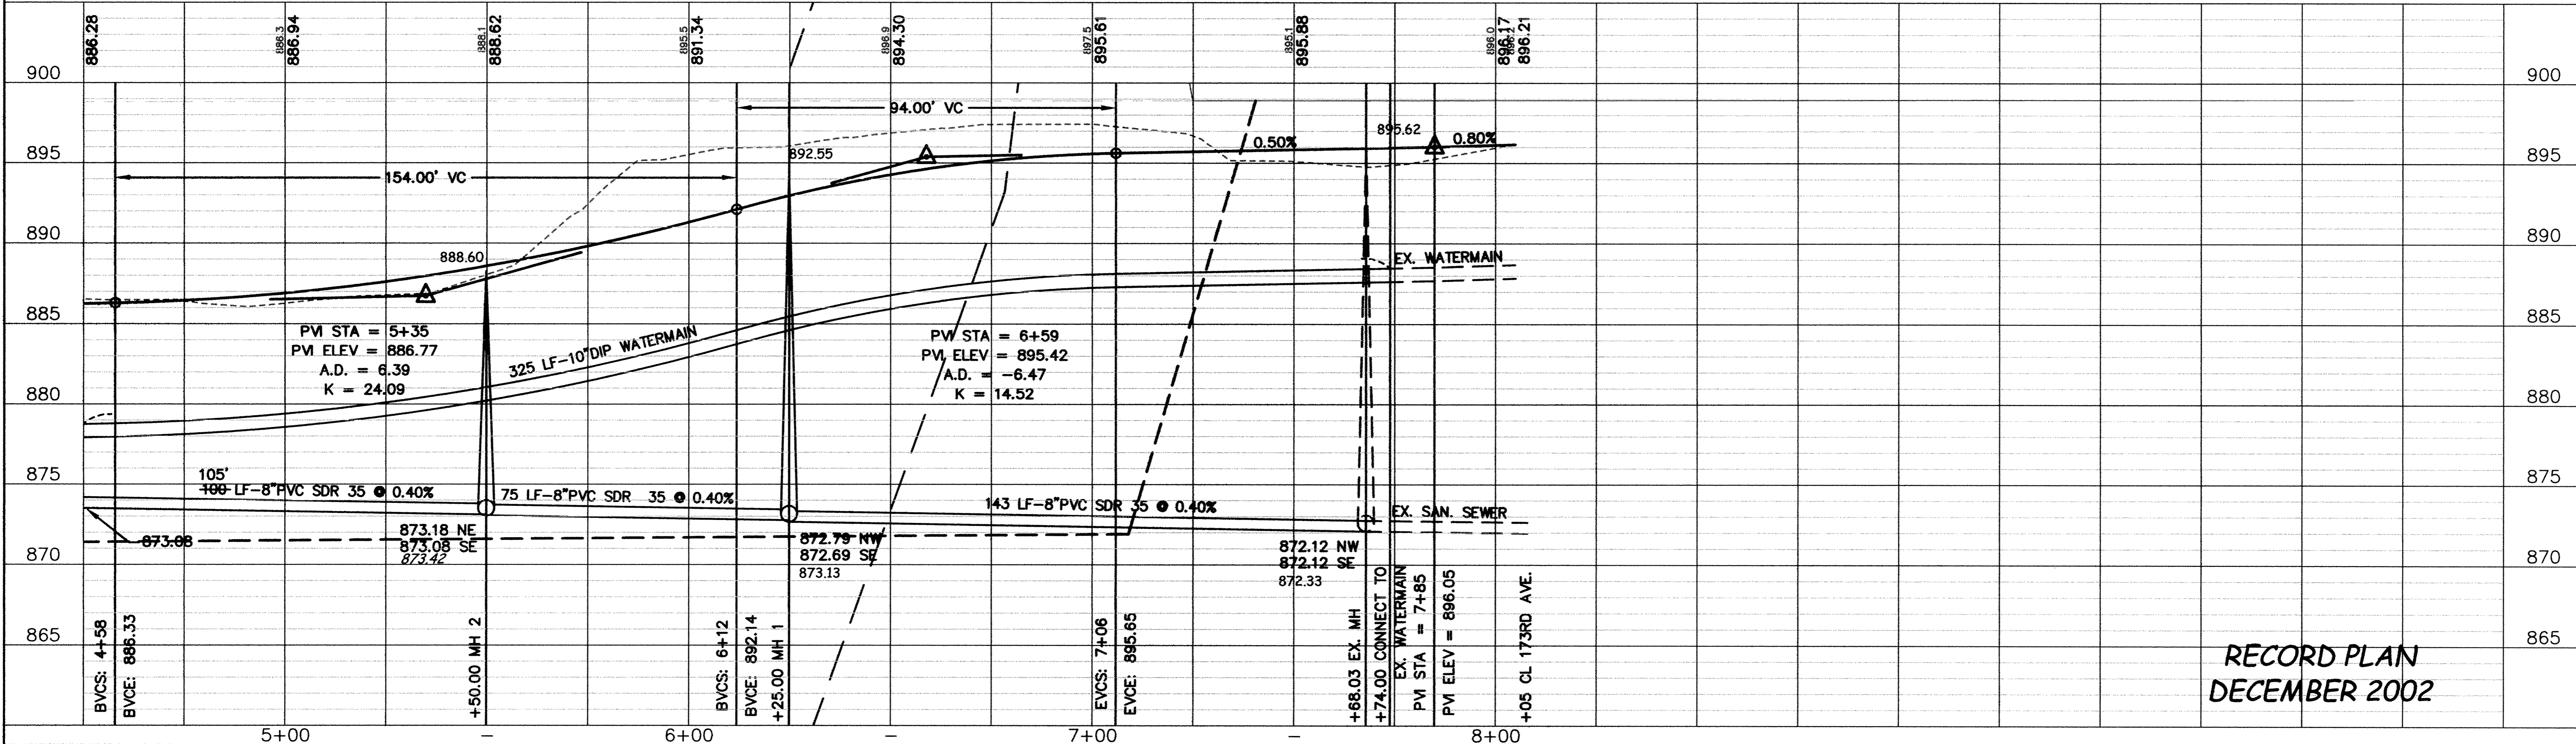 886.28
886.3
886.94
888.1
888.62
895.5
891.34
896.9
894.30
897.5
895.61
895.1
895.88
896.0
896.17
896.2
896.21
900
900
94.00' VC
895.62
0.50%
0.80%
892.55
895
895
154.00' VC
890
888.60
890
EX. WATERMAIN
885
885
PVI STA = 5+35
PVI ELEV = 886.77
A.D. = 6.39
K = 24.09
325 LF-10"DIP WATERMAIN
PVI STA = 6+59
PVI ELEV = 895.42
A.D. = -6.47
K = 14.52
880
880
875
875
105'
100 LF-8"PVC SDR 35 @ 0.40%
75 LF-8"PVC SDR 35 @ 0.40%
143 LF-8"PVC SDR 35 @ 0.40%
EX. SAN. SEWER
873.08
873.18 NE
873.08 SE
873.42
872.79 NW
872.69 SE
873.13
872.12 NW
872.12 SE
872.33
870
870
865
865
BVCS: 4+58
BVCE: 886.33
+50.00 MH 2
BVCS: 6+12
BVCE: 892.14
+25.00 MH 1
EVCS: 7+06
EVCE: 895.65
+68.03 EX. MH
+74.00 CONNECT TO
EX. WATERMAIN
PVI STA = 7+85
PVI ELEV = 896.05
+05 CL 173RD AVE.
RECORD PLAN
DECEMBER 2002
5+00
6+00
7+00
8+00